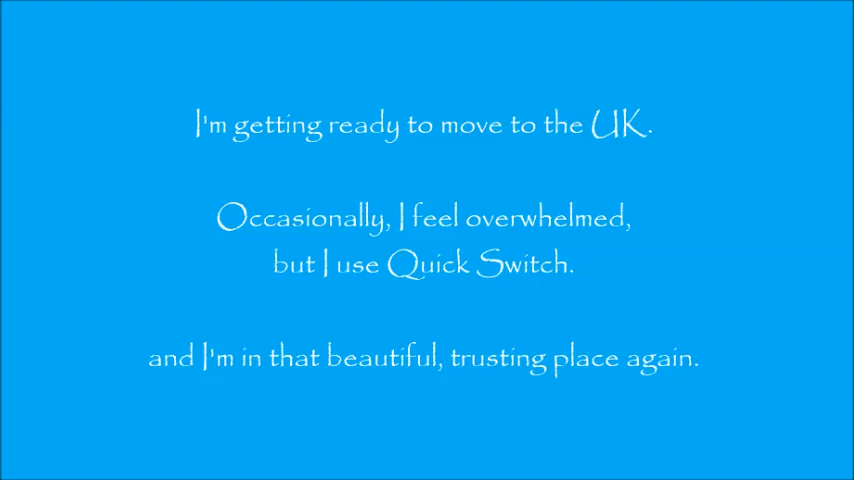 I'm getting ready to move to the UK.
Occasionally, I feel overwhelmed,
but I use Quick Switch.
and I'm in that beautiful, trusting place again.